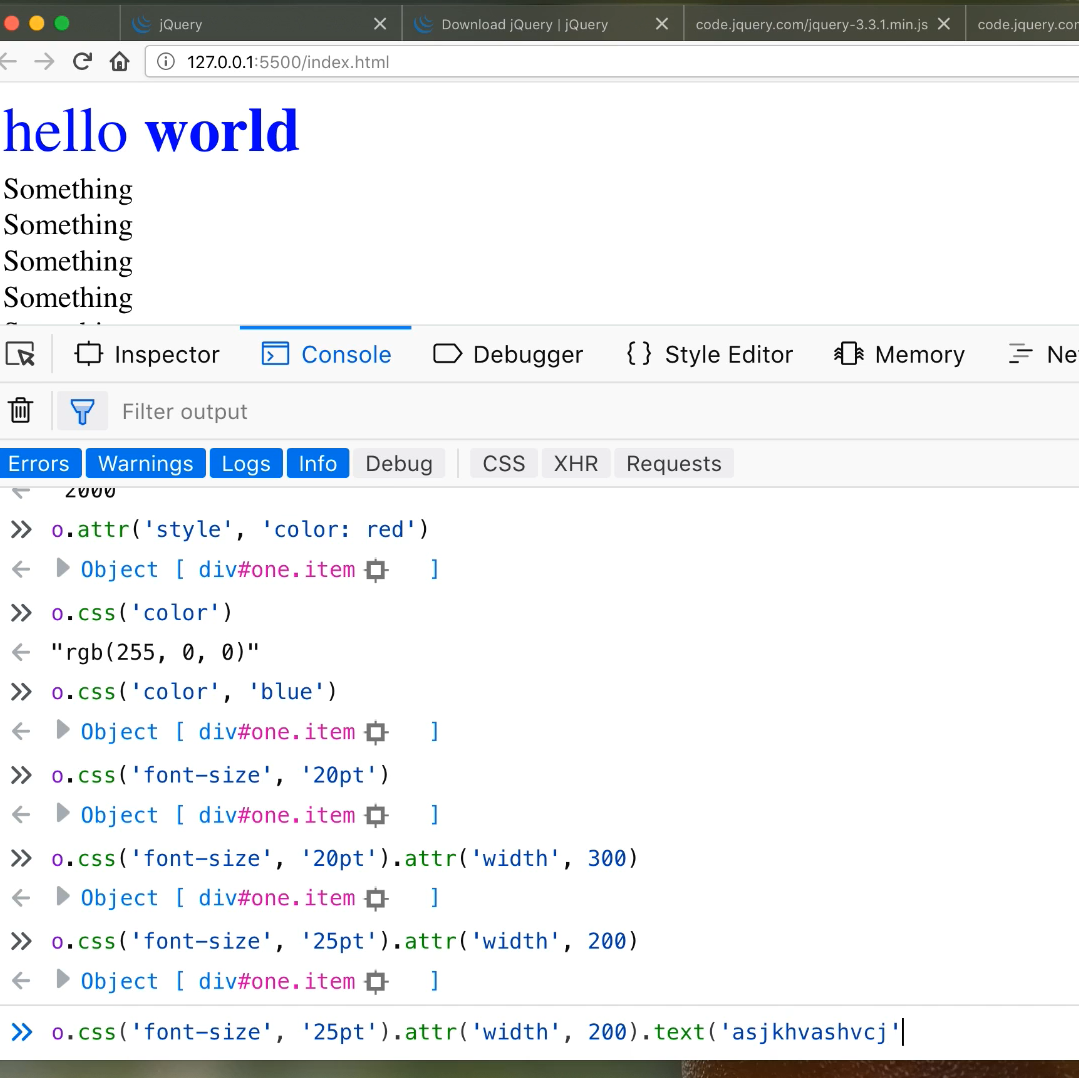 jQuery
Download jQuery | jQuery
code.jquery.com/jquery-3.3.1.min.js
code.jquery.con
127.0.0.1:5500/index.html
hello world
Something
Something
Something
Something
Inspector
Console
Debugger
{ } Style Editor
Memory
Ne
Filter output
Errors Warnings Logs Info Debug CSS XHR Requests
2000
o.attr('style', 'color: red')
Object [ div#one.item ]
o.css('color')
"rgb(255, 0, 0)"
o.css('color', 'blue')
Object [ div#one.item ]
o.css('font-size', '20pt')
Object [ div#one.item ]
o.css('font-size', '20pt').attr('width', 300)
Object [ div#one.item ]
o.css('font-size', '25pt').attr('width', 200)
Object [ div#one.item ]
o.css('font-size', '25pt').attr('width', 200).text('asjkhvashvcj'